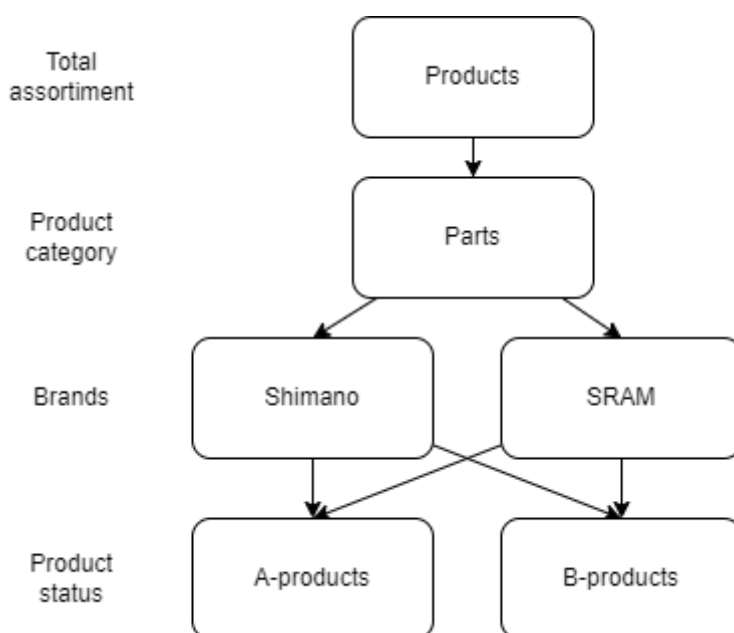 Total
assortiment
Products
Product
category
Parts
Brands
Shimano
SRAM
Product
status
A-products
B-products